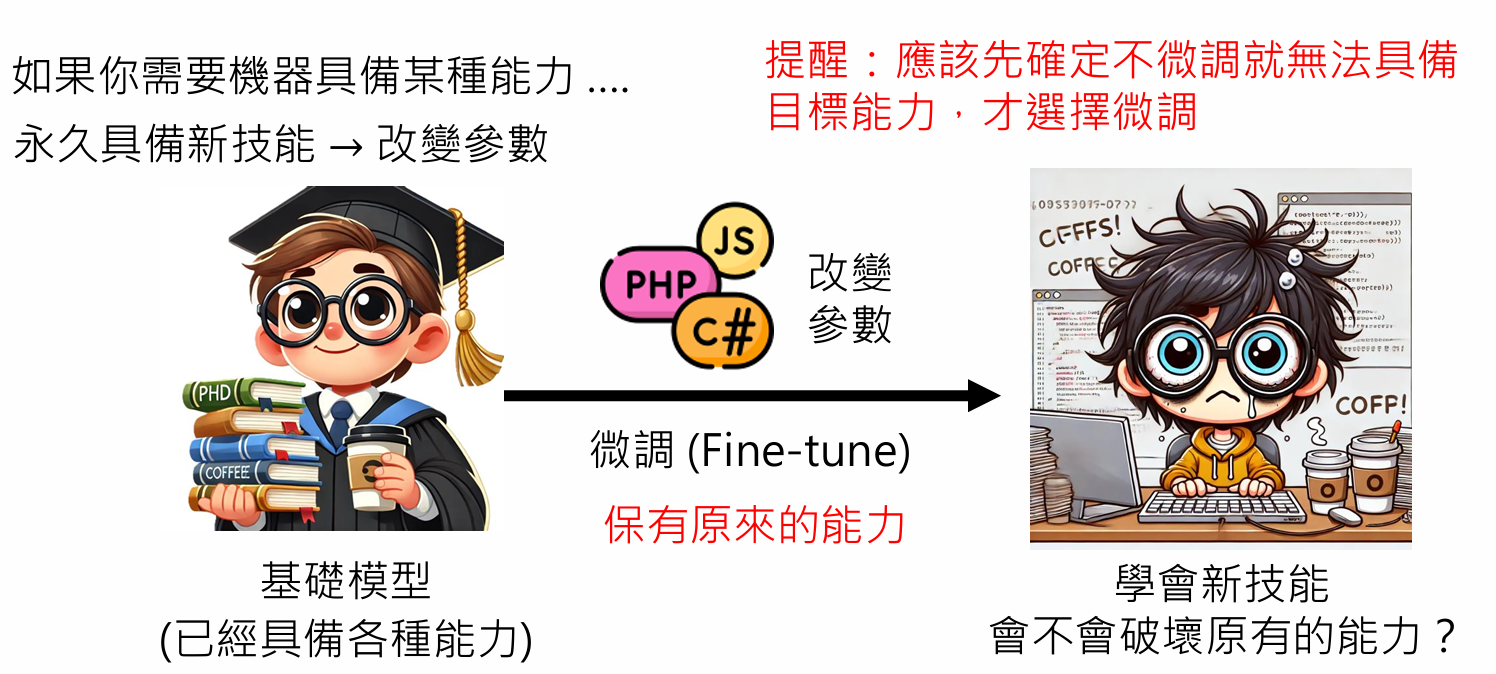 如果你需要機器具備某種能力 ....
永久具備新技能 → 改變參數
提醒：應該先確定不微調就無法具備
目標能力，才選擇微調
JS
PHP
C#
改變
參數
微調 (Fine-tune)
保有原來的能力
PHD
COFFEE
基礎模型
(已經具備各種能力)
CFFFS!
COFP!
學會新技能
會不會破壞原有的能力？